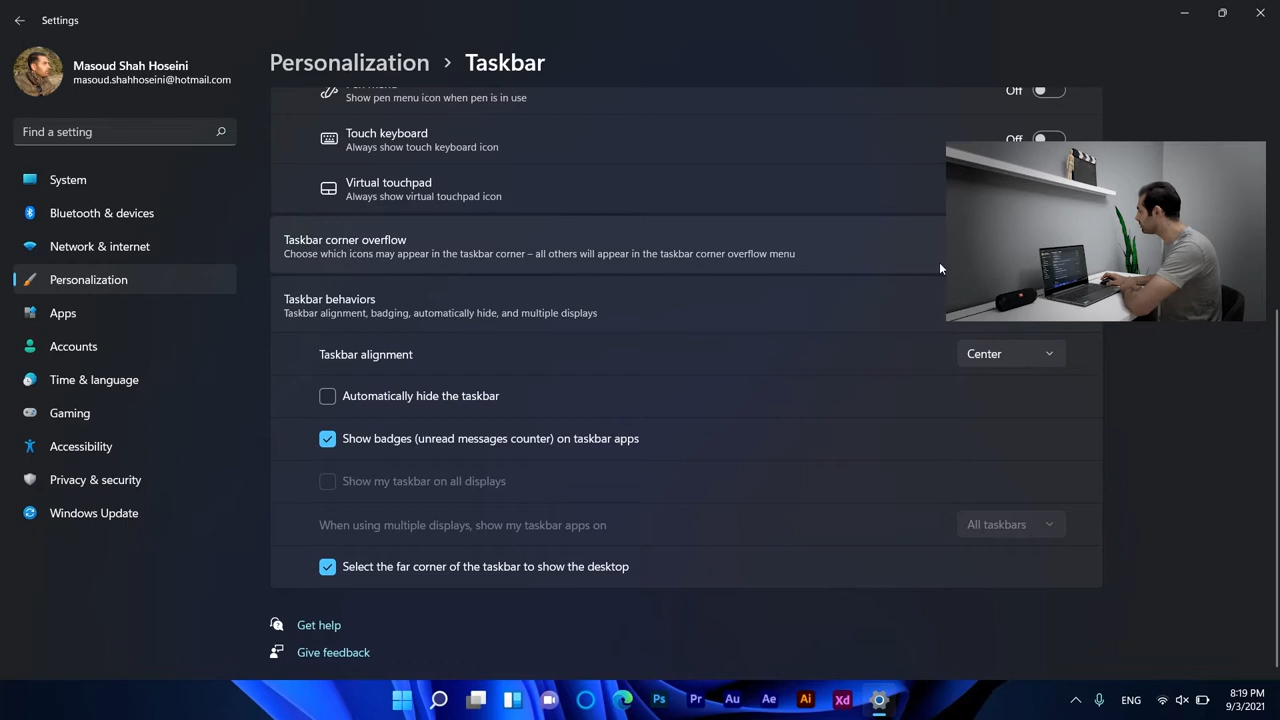 Settings
Masoud Shah Hoseini
masoud.shahhoseini@hotmail.com
Find a setting
System
Bluetooth & devices
Network & internet
Personalization
Apps
Accounts
Time & language
Gaming
Accessibility
Privacy & security
Windows Update
Personalization > Taskbar
Show pen menu icon when pen is in use
Off
Touch keyboard
Always show touch keyboard icon
Off
Virtual touchpad
Always show virtual touchpad icon
Taskbar corner overflow
Choose which icons may appear in the taskbar corner – all others will appear in the taskbar corner overflow menu
Taskbar behaviors
Taskbar alignment, badging, automatically hide, and multiple displays
Taskbar alignment
Center
Automatically hide the taskbar
Show badges (unread messages counter) on taskbar apps
Show my taskbar on all displays
When using multiple displays, show my taskbar apps on
All taskbars
Select the far corner of the taskbar to show the desktop
Get help
Give feedback
Ps Pr Au Ae Ai Xd
ENG
8:19 PM
9/3/2021